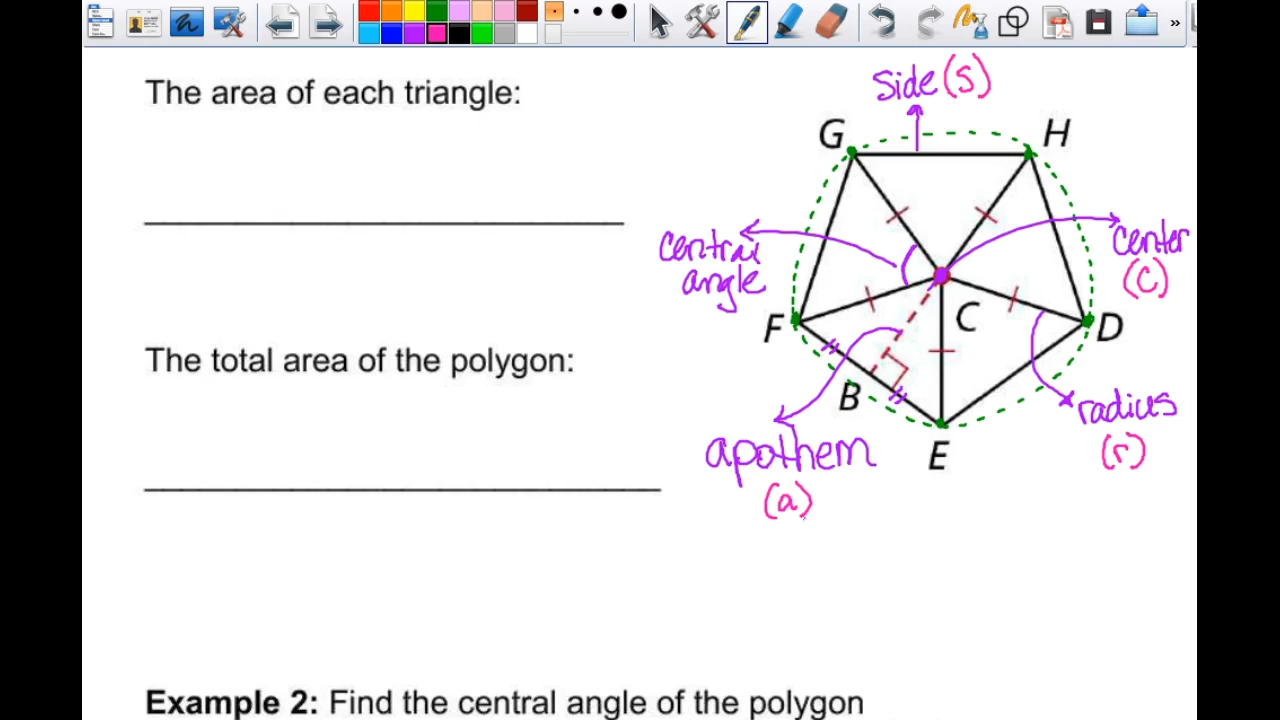 The area of each triangle:
The total area of the polygon:
Example 2: Find the central angle of the polygon
side (s)
G
H
central
angle
center
(c)
F
C
D
B
radius
(r)
apothem
(a)
E
»